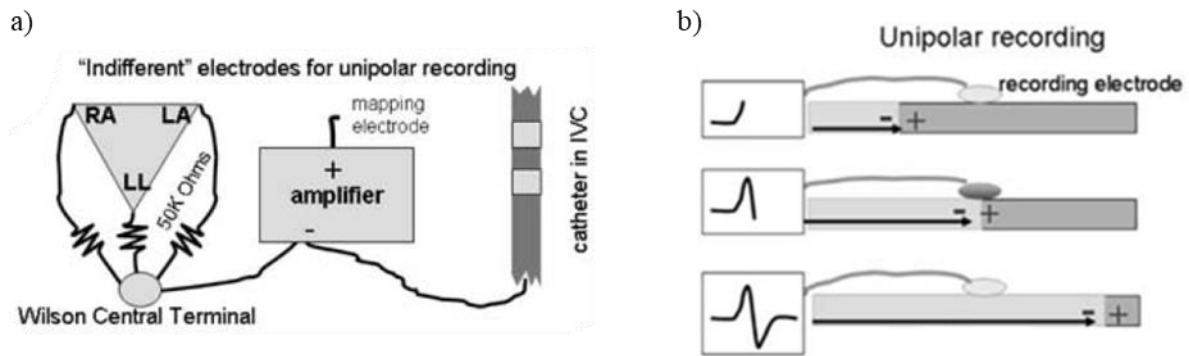 a)
"Indifferent" electrodes for unipolar recording
RA
LA
LL
50K Ohms
Wilson Central Terminal
mapping
electrode
+
amplifier
-
catheter in IVC
b)
Unipolar recording
recording electrode
- +
- +
- +